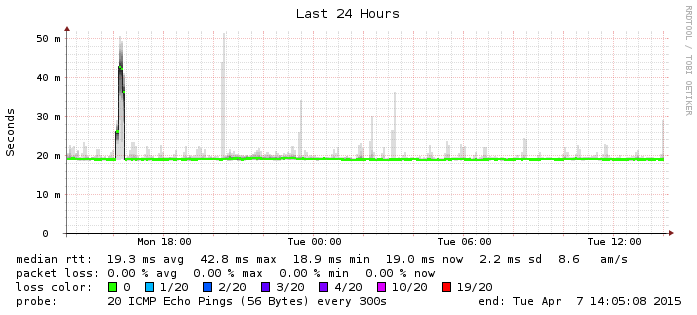 Last 24 Hours
RRDTOOL / TOBI OETIKER
Seconds
50 m
40 m
30 m
20 m
10 m
0
Mon 18:00 Tue 00:00 Tue 06:00 Tue 12:00
median rtt: 19.3 ms avg 42.8 ms max 18.9 ms min 19.0 ms now 2.2 ms sd 8.6 am/s
packet loss: 0.00 % avg 0.00 % max 0.00 % min 0.00 % now
loss color: 0 1/20 2/20 3/20 4/20 10/20 19/20
probe: 20 ICMP Echo Pings (56 Bytes) every 300s end: Tue Apr 7 14:05:08 2015